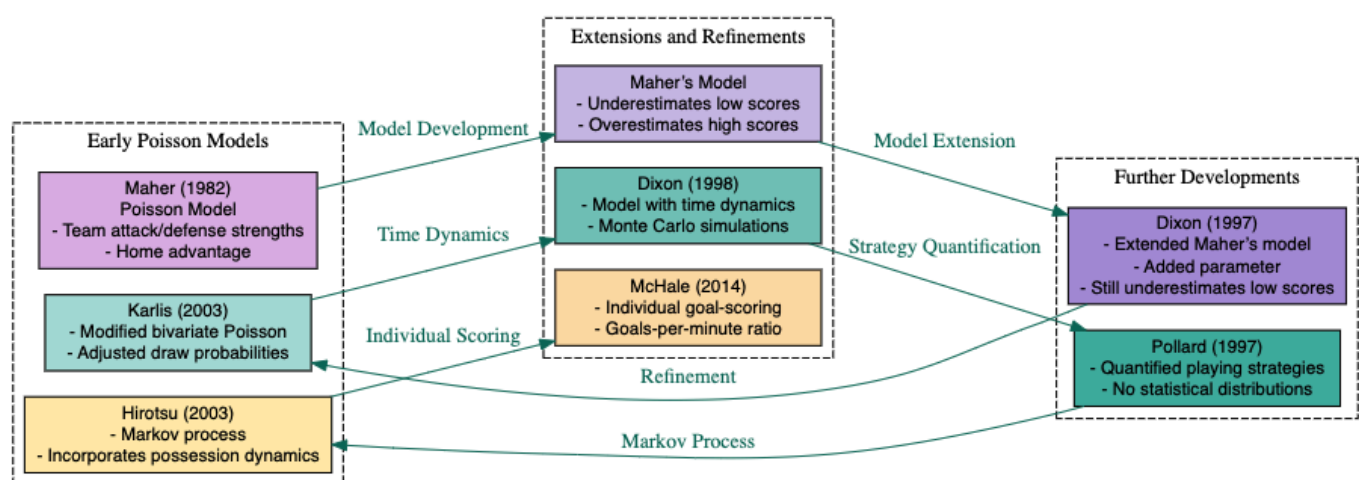 Early Poisson Models
Maher (1982)
Poisson Model
- Team attack/defense strengths
- Home advantage
Karlis (2003)
- Modified bivariate Poisson
- Adjusted draw probabilities
Hirotsu (2003)
- Markov process
- Incorporates possession dynamics
Model Development
Time Dynamics
Individual Scoring
Extensions and Refinements
Maher's Model
- Underestimates low scores
- Overestimates high scores
Dixon (1998)
- Model with time dynamics
- Monte Carlo simulations
McHale (2014)
- Individual goal-scoring
- Goals-per-minute ratio
Refinement
Markov Process
Model Extension
Strategy Quantification
Further Developments
Dixon (1997)
- Extended Maher's model
- Added parameter
- Still underestimates low scores
Pollard (1997)
- Quantified playing strategies
- No statistical distributions